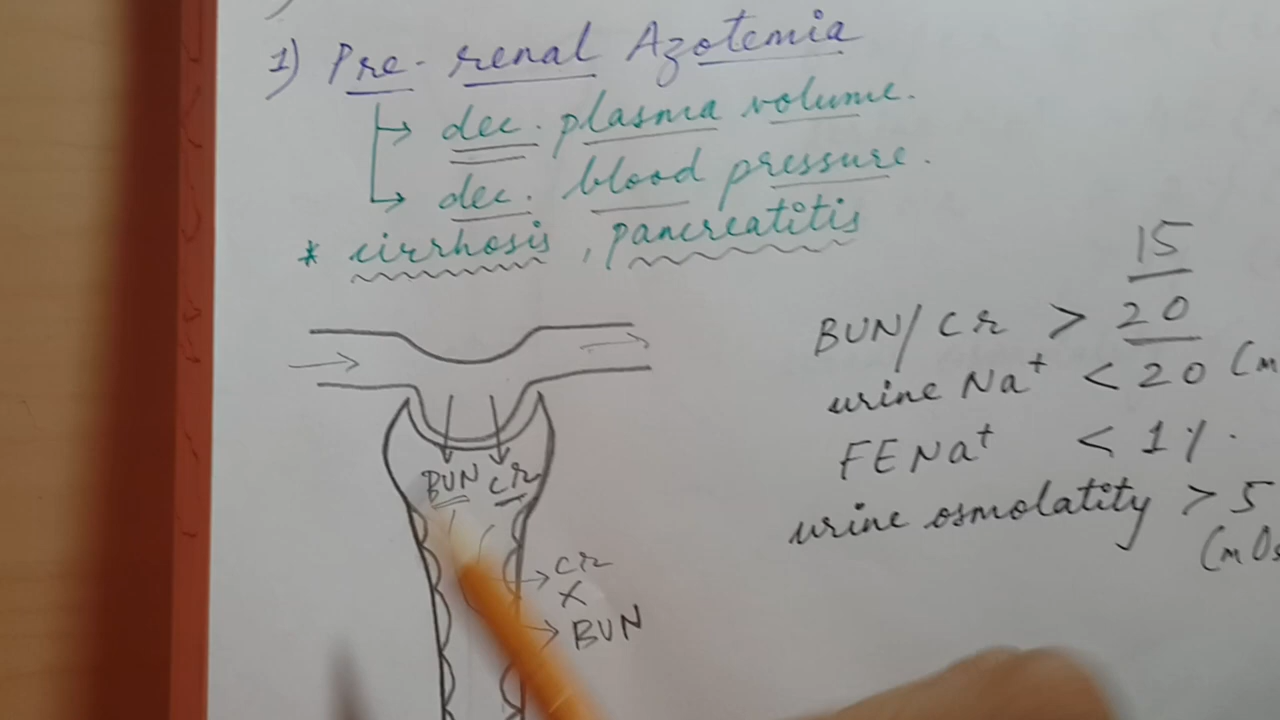 1) Pre-renal Azotemia
dec. plasma volume.
dec. blood pressure.
* cirrhosis, pancreatitis
15
BUN/Cr > 20
urine Na+ < 20 (m
FENa+ < 1%.
urine osmolatity > 5
(mOs
BUN Cr
Cr
X
BUN